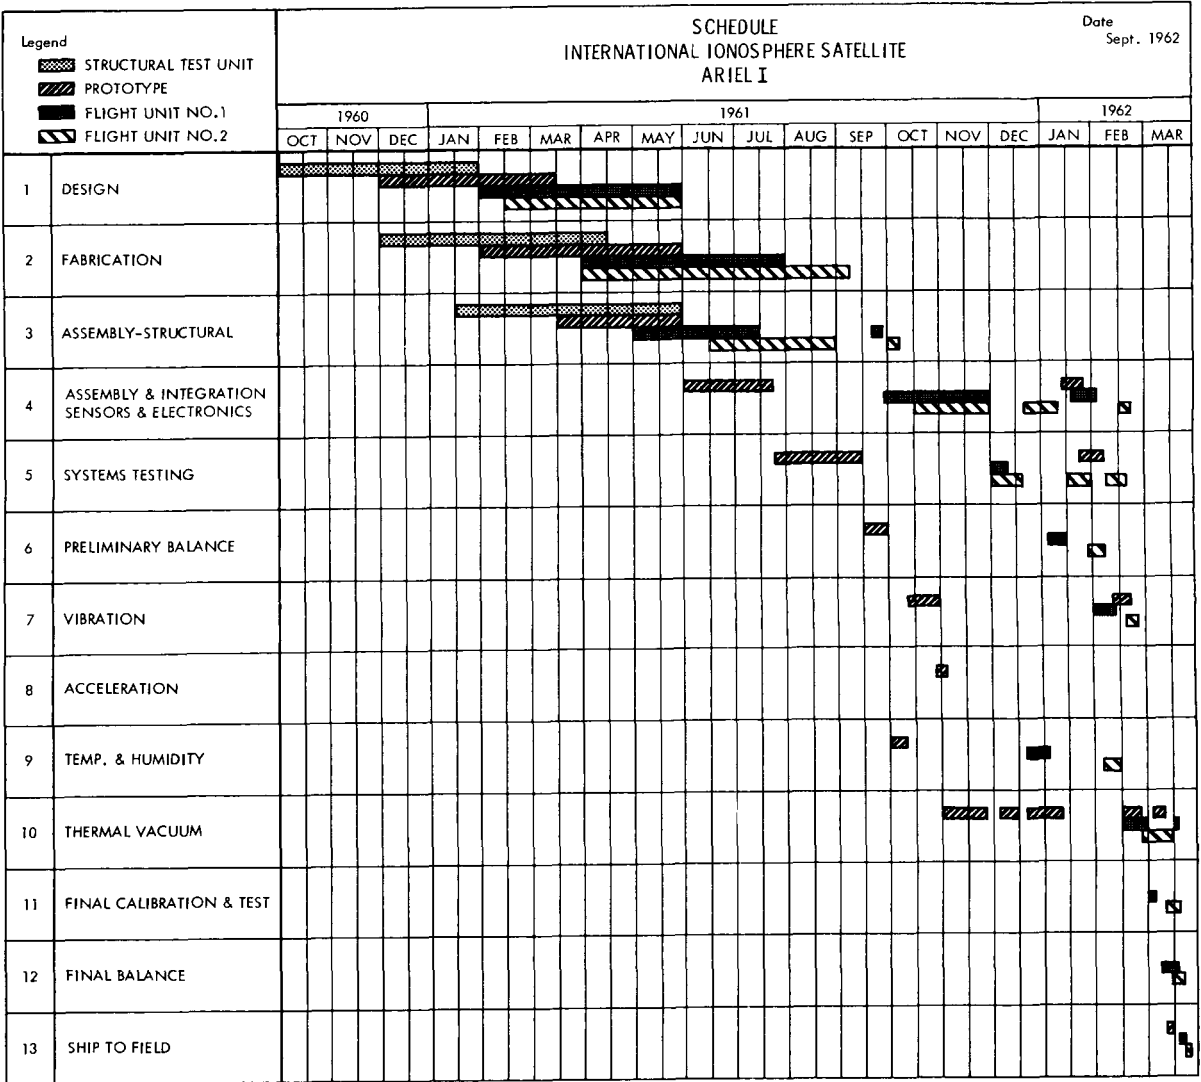 SCHEDULE
INTERNATIONAL IONOSPHERE SATELLITE
ARIEL I
Date
Sept. 1962
Legend
STRUCTURAL TEST UNIT
PROTOTYPE
FLIGHT UNIT NO.1
FLIGHT UNIT NO.2
1960 1961 1962
OCT NOV DEC JAN FEB MAR APR MAY JUN JUL AUG SEP OCT NOV DEC JAN FEB MAR
1 DESIGN
2 FABRICATION
3 ASSEMBLY-STRUCTURAL
4 ASSEMBLY & INTEGRATION
SENSORS & ELECTRONICS
5 SYSTEMS TESTING
6 PRELIMINARY BALANCE
7 VIBRATION
8 ACCELERATION
9 TEMP. & HUMIDITY
10 THERMAL VACUUM
11 FINAL CALIBRATION & TEST
12 FINAL BALANCE
13 SHIP TO FIELD